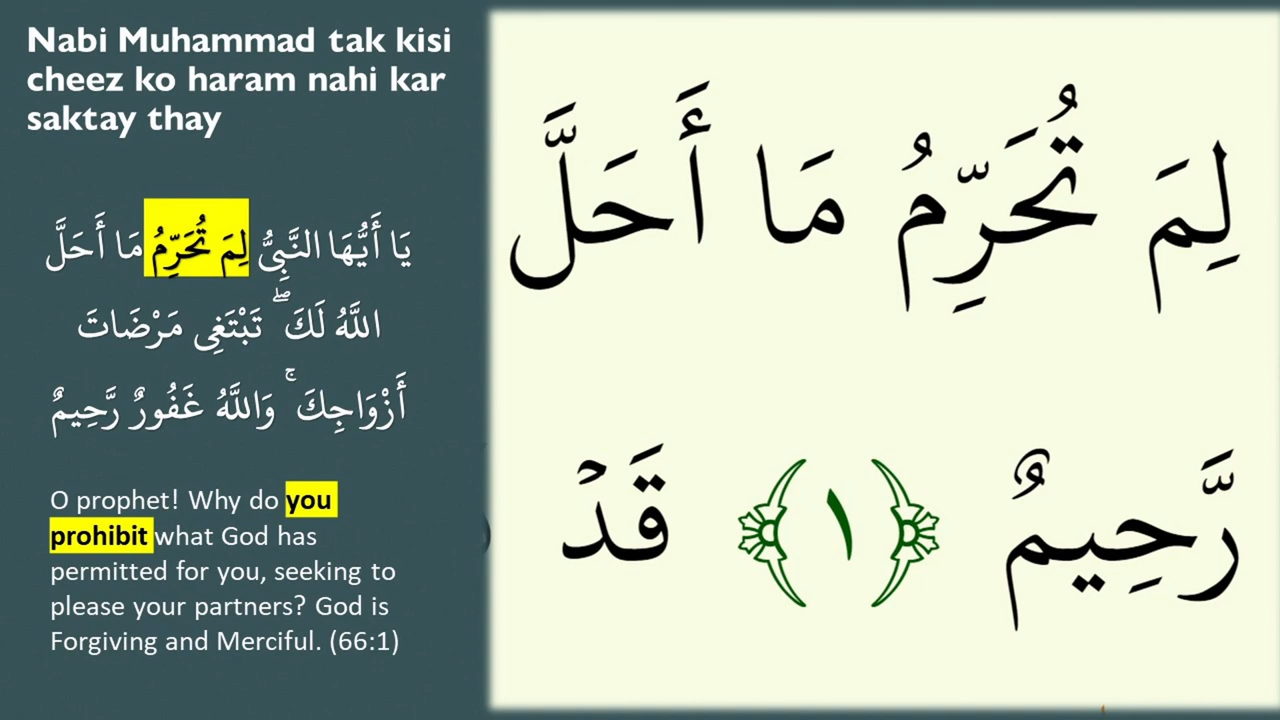 Nabi Muhammad tak kisi
cheez ko haram nahi kar
saktay thay
يَا أَيُّهَا النَّبِىُّ لِمَ تُحَرِّمُ مَا أَحَلَّ
اللَّهُ لَكَ ۖ تَبْتَغِى مَرْضَاتَ
أَزْوَاجِكَ ۚ وَاللَّهُ غَفُورٌ رَّحِيمٌ
O prophet! Why do you
prohibit what God has
permitted for you, seeking to
please your partners? God is
Forgiving and Merciful. (66:1)
لِمَ تُحَرِّمُ مَا أَحَلَّ
رَّحِيمٌ ﴿١﴾ قَدْ